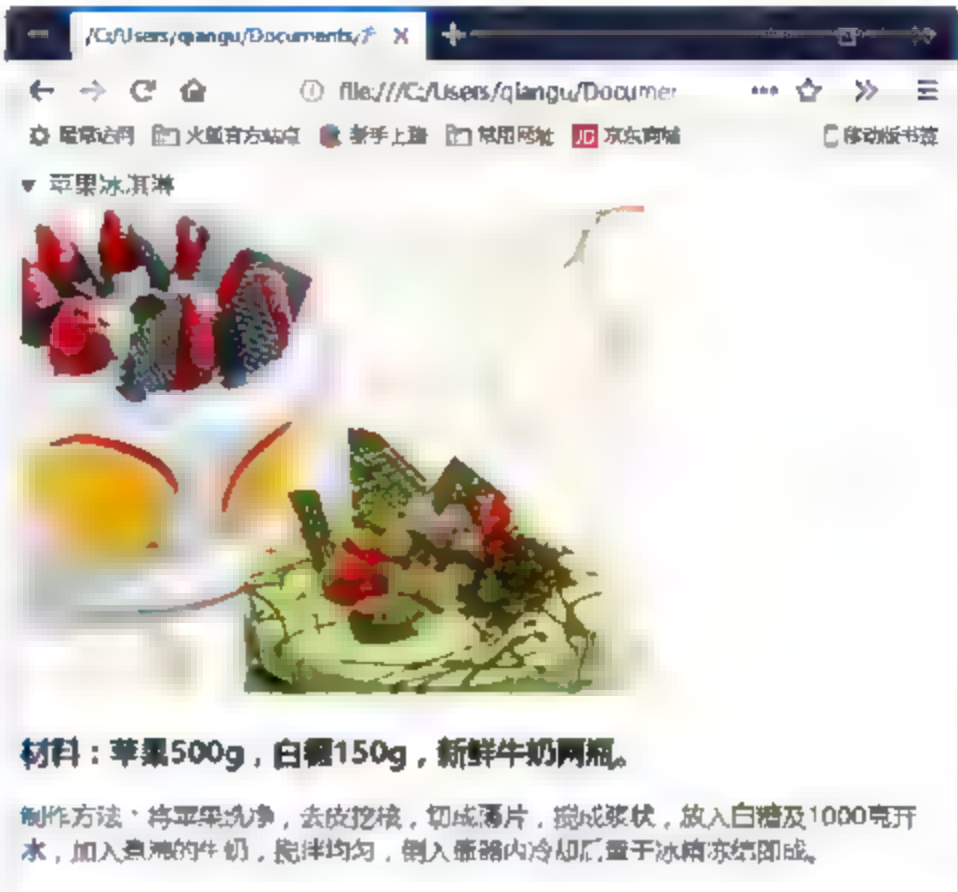 /C:/Users/qiangu/Documents/
file:///C:/Users/qiangu/Documen
最常访问 火狐官方站点 新手上路 常用网址 JD 京东商城 移动版书签
▼ 苹果冰淇淋
材料：苹果500g，白糖150g，新鲜牛奶两瓶。
制作方法：将苹果洗净，去皮挖核，切成薄片，搅成浆状，放入白糖及1000克开
水，加入煮沸的牛奶，搅拌均匀，倒入盛器内冷却后置于冰箱冻结即成。